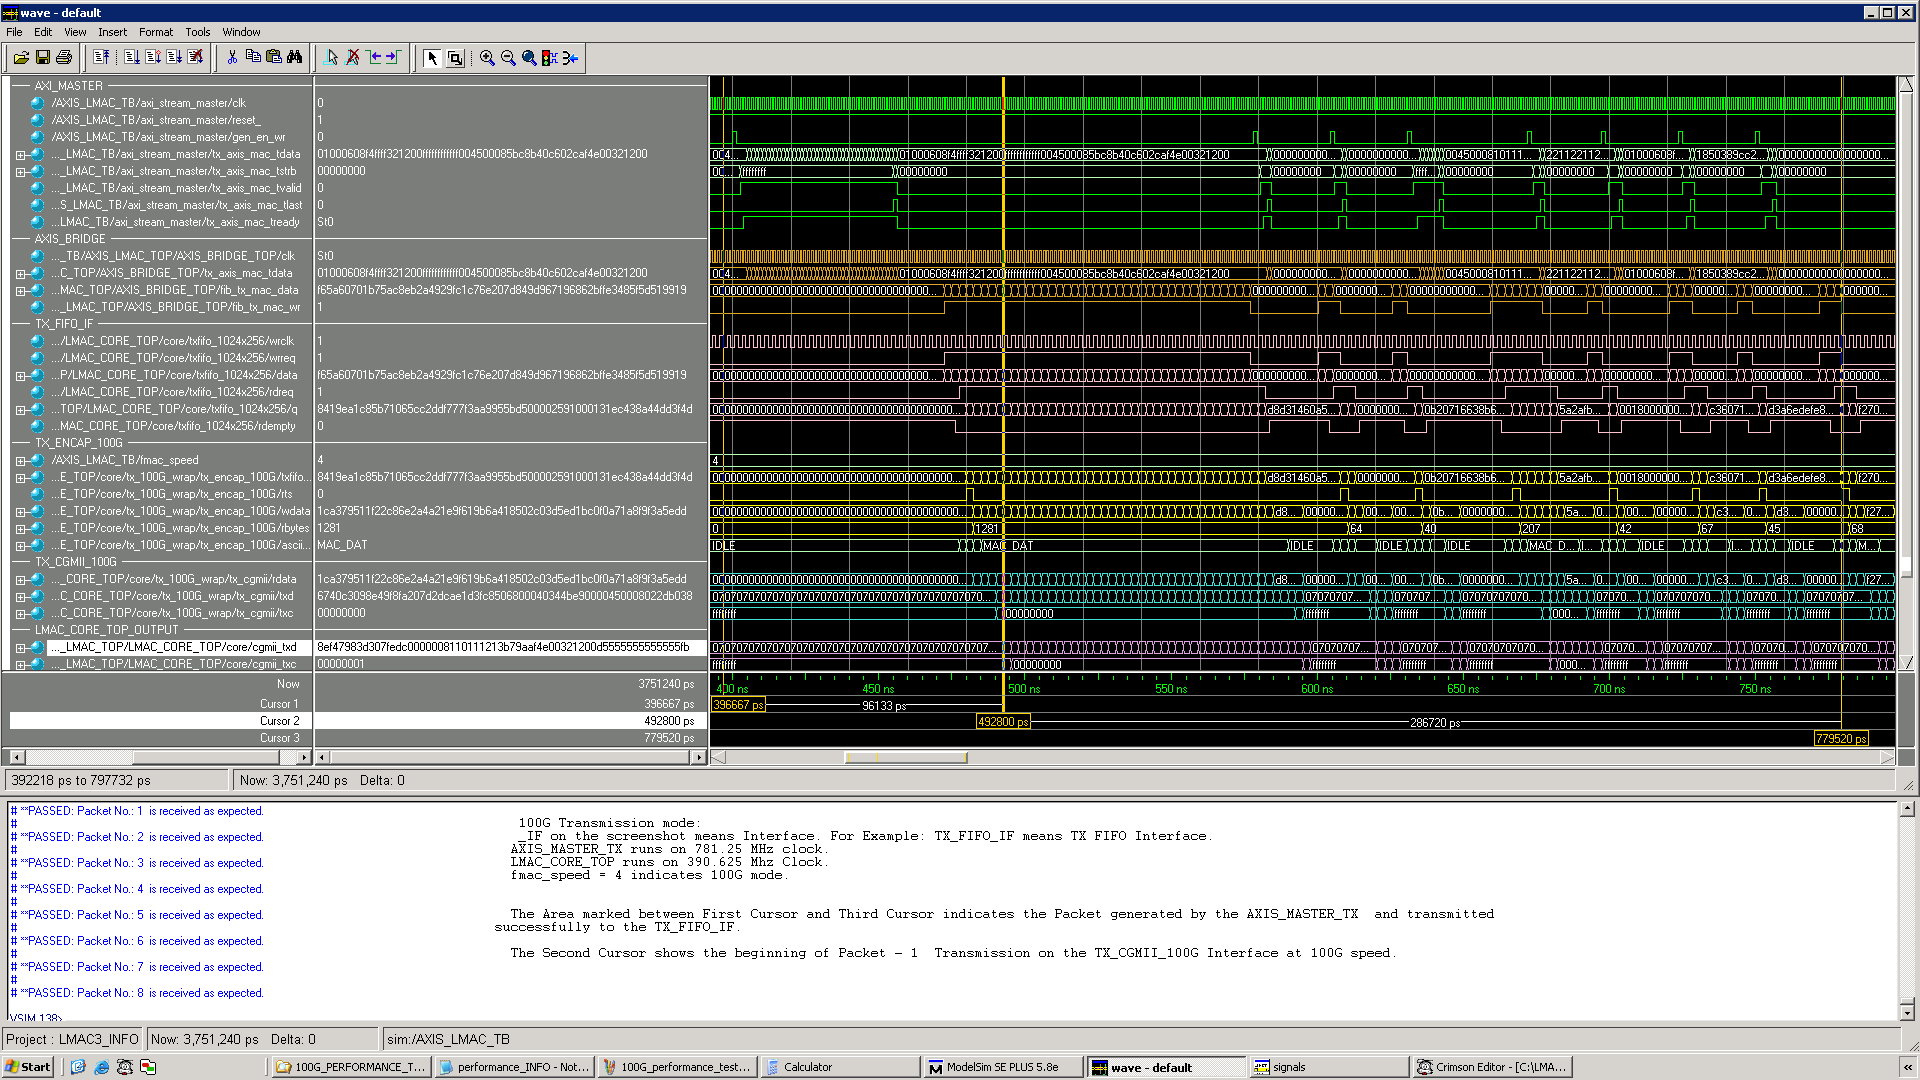 wave - default
File Edit View Insert Format Tools Window
AXI_MASTER
/AXIS_LMAC_TB/axi_stream_master/clk 0
/AXIS_LMAC_TB/axi_stream_master/reset_ 1
/AXIS_LMAC_TB/axi_stream_master/gen_en_wr 0
..._LMAC_TB/axi_stream_master/tx_axis_mac_tdata 01000608f4ffff321200ffffffffffff004500085bc8b40c602caf4e00321200
..._LMAC_TB/axi_stream_master/tx_axis_mac_tstrb 00000000
..._LMAC_TB/axi_stream_master/tx_axis_mac_tvalid 0
...S_LMAC_TB/axi_stream_master/tx_axis_mac_tlast 0
...LMAC_TB/axi_stream_master/tx_axis_mac_tready St0
AXIS_BRIDGE
..._TB/AXIS_LMAC_TOP/AXIS_BRIDGE_TOP/clk St0
...C_TOP/AXIS_BRIDGE_TOP/tx_axis_mac_tdata 01000608f4ffff321200ffffffffffff004500085bc8b40c602caf4e00321200
...MAC_TOP/AXIS_BRIDGE_TOP/fib_tx_mac_data f65a60701b75ac8eb2a4929fc1c76e207d849d967196862bffe3485f5d519919
..._LMAC_TOP/AXIS_BRIDGE_TOP/fib_tx_mac_wr 1
TX_FIFO_IF
.../LMAC_CORE_TOP/core/txfifo_1024x256/wrclk 1
.../LMAC_CORE_TOP/core/txfifo_1024x256/wrreq 1
...P/LMAC_CORE_TOP/core/txfifo_1024x256/data f65a60701b75ac8eb2a4929fc1c76e207d849d967196862bffe3485f5d519919
.../LMAC_CORE_TOP/core/txfifo_1024x256/rdreq 1
...TOP/LMAC_CORE_TOP/core/txfifo_1024x256/q 8419ea1c85b71065cc2ddf777f3aa9955bd500002591000131ec438a44dd3f4d
...MAC_CORE_TOP/core/txfifo_1024x256/rdempty 0
TX_ENCAP_100G
/AXIS_LMAC_TB/fmac_speed 4
...E_TOP/core/tx_100G_wrap/tx_encap_100G/txfifo... 8419ea1c85b71065cc2ddf777f3aa9955bd500002591000131ec438a44dd3f4d
...E_TOP/core/tx_100G_wrap/tx_encap_100G/rts 0
...E_TOP/core/tx_100G_wrap/tx_encap_100G/wdata 1ca379511f22c86e2a4a21e9f619b6a418502c03d5ed1bc0f0a71a8f9f3a5edd
...E_TOP/core/tx_100G_wrap/tx_encap_100G/rbytes 1281
...E_TOP/core/tx_100G_wrap/tx_encap_100G/ascii... MAC_DAT
TX_CGMII_100G
..._CORE_TOP/core/tx_100G_wrap/tx_cgmii/rdata 1ca379511f22c86e2a4a21e9f619b6a418502c03d5ed1bc0f0a71a8f9f3a5edd
...C_CORE_TOP/core/tx_100G_wrap/tx_cgmii/txd 6740c3098e49f8fa207d2dcae1d3fc8506800040344be90000450008022db038
...C_CORE_TOP/core/tx_100G_wrap/tx_cgmii/txc 00000000
LMAC_CORE_TOP_OUTPUT
..._LMAC_TOP/LMAC_CORE_TOP/core/cgmii_txd 8ef47983d307fedc0000008110111213b79aaf4e00321200d5555555555555fb
..._LMAC_TOP/LMAC_CORE_TOP/core/cgmii_txc 00000001
Now 3751240 ps 400 ns 450 ns 500 ns 550 ns 600 ns 650 ns 700 ns 750 ns
Cursor 1 396667 ps 396667 ps 96133 ps
Cursor 2 492800 ps 492800 ps 286720 ps
Cursor 3 779520 ps 779520 ps
392218 ps to 797732 ps Now: 3,751,240 ps Delta: 0
# **PASSED: Packet No.: 1 is received as expected.
# 100G Transmission mode:
# **PASSED: Packet No.: 2 is received as expected. _IF on the screenshot means Interface. For Example: TX_FIFO_IF means TX FIFO Interface.
# AXIS_MASTER_TX runs on 781.25 MHz clock.
# **PASSED: Packet No.: 3 is received as expected. LMAC_CORE_TOP runs on 390.625 Mhz Clock.
# fmac_speed = 4 indicates 100G mode.
# **PASSED: Packet No.: 4 is received as expected.
#
# **PASSED: Packet No.: 5 is received as expected. The Area marked between First Cursor and Third Cursor indicates the Packet generated by the AXIS_MASTER_TX and transmitted
# successfully to the TX_FIFO_IF.
# **PASSED: Packet No.: 6 is received as expected.
# The Second Cursor shows the beginning of Packet - 1 Transmission on the TX_CGMII_100G Interface at 100G speed.
# **PASSED: Packet No.: 7 is received as expected.
#
# **PASSED: Packet No.: 8 is received as expected.
VSIM 138>
Project : LMAC3_INFO Now: 3,751,240 ps Delta: 0 sim:/AXIS_LMAC_TB
Start 100G_PERFORMANCE_T... performance_INFO - Not... 100G_performance_test... Calculator ModelSim SE PLUS 5.8e wave - default signals Crimson Editor - [C:\LMA...